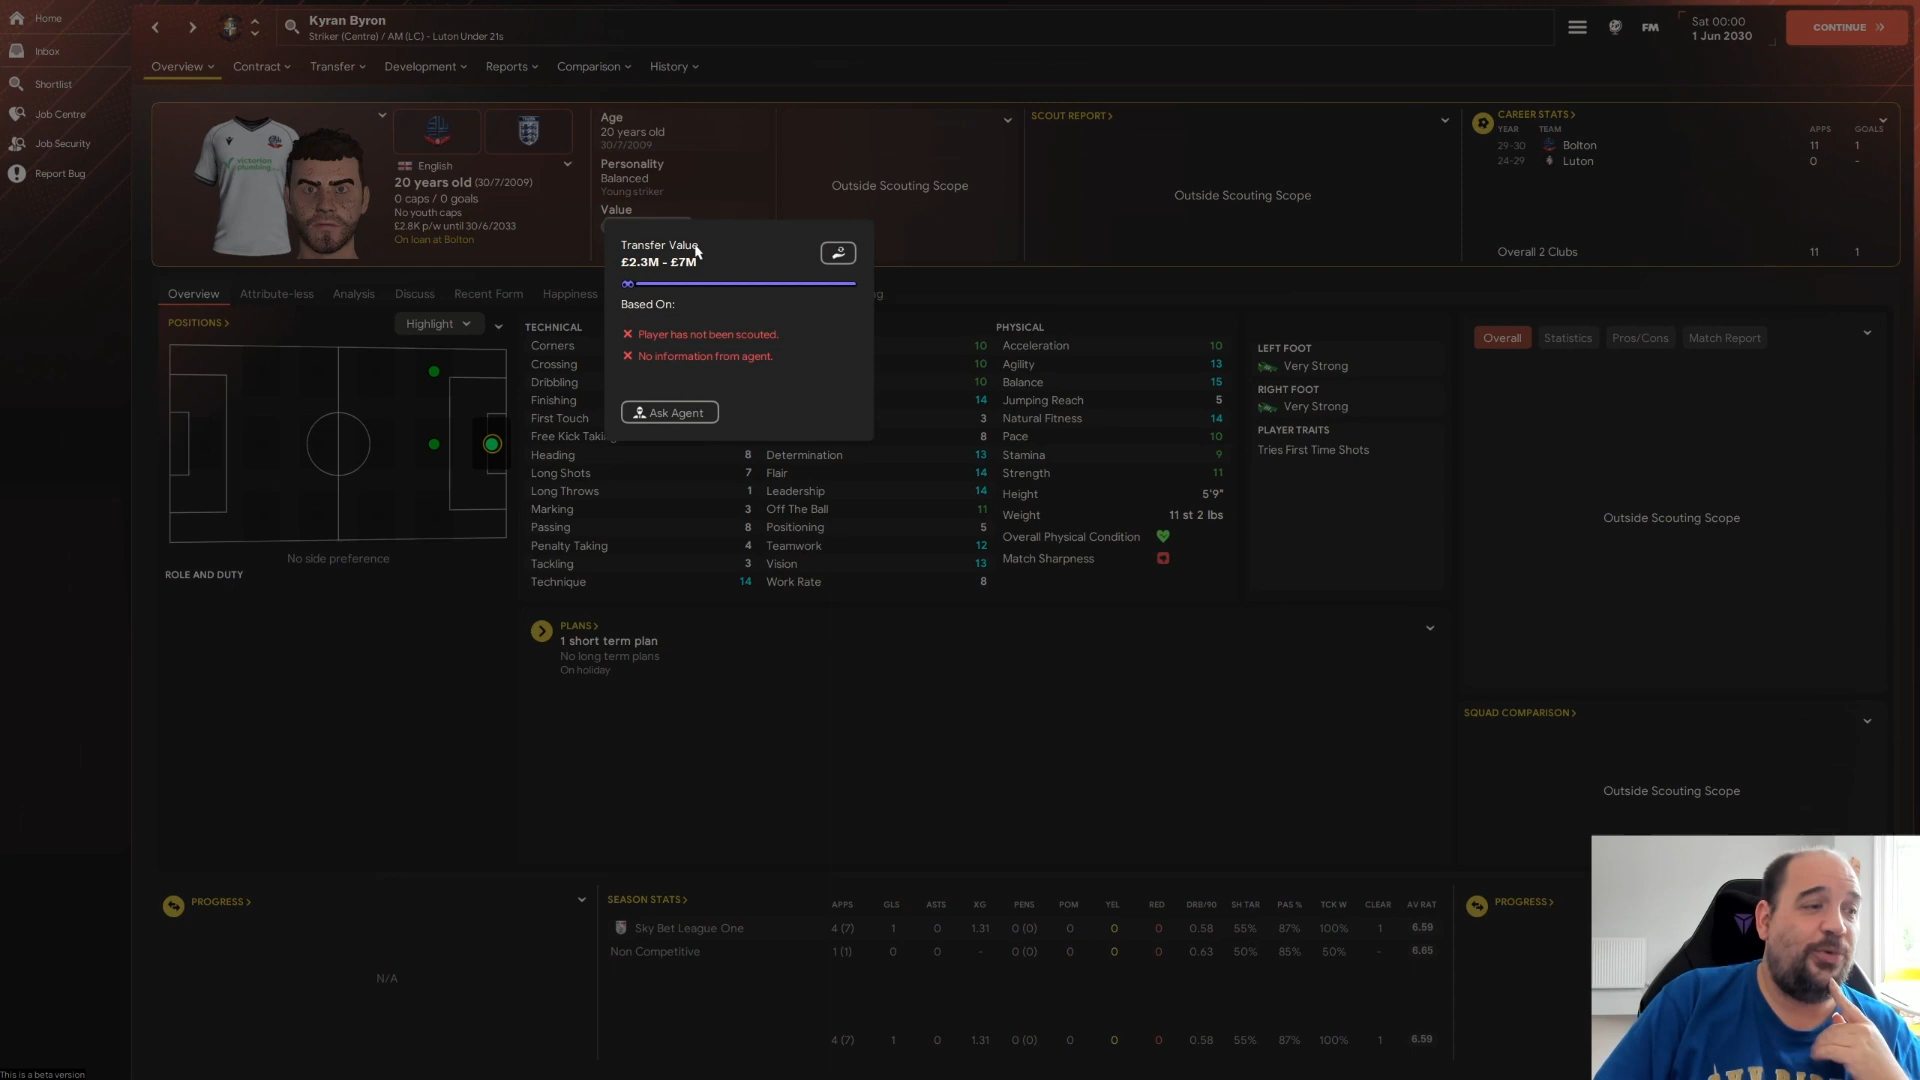 Home
Inbox
Shortlist
Job Centre
Job Security
Report Bug
Kyran Byron
Striker (Centre) / AM (LC) - Luton Under 21s
FM
Sat 00:00
1 Jun 2030
CONTINUE
Overview
Contract
Transfer
Development
Reports
Comparison
History
English
20 years old (30/7/2009)
0 caps / 0 goals
No youth caps
£2.8K p/w until 30/6/2033
On loan at Bolton
victorian plumbing
Age
20 years old
30/7/2009
Personality
Balanced
Young striker
Value
Outside Scouting Scope
SCOUT REPORT
Outside Scouting Scope
CAREER STATS
YEAR TEAM APPS GOALS
29-30 Bolton 11 1
24-29 Luton 0 -
Overall 2 Clubs 11 1
Transfer Value
£2.3M - £7M
Based On:
Player has not been scouted.
No information from agent.
Ask Agent
Overview
Attribute-less
Analysis
Discuss
Recent Form
Happiness
POSITIONS
Highlight
No side preference
ROLE AND DUTY
TECHNICAL
Corners
Crossing
Dribbling
Finishing
First Touch
Free Kick
Heading 8
Long Shots 7
Long Throws 1
Marking 3
Passing 8
Penalty Taking 4
Tackling 3
Technique 14
10
10
10
14
3
8
Determination 13
Flair 14
Leadership 14
Off The Ball 11
Positioning 5
Teamwork 12
Vision 13
Work Rate 8
PHYSICAL
Acceleration 10
Agility 13
Balance 15
Jumping Reach 5
Natural Fitness 14
Pace 10
Stamina 9
Strength 11
Height 5'9"
Weight 11 st 2 lbs
Overall Physical Condition
Match Sharpness
LEFT FOOT
Very Strong
RIGHT FOOT
Very Strong
PLAYER TRAITS
Tries First Time Shots
Overall
Statistics
Pros/Cons
Match Report
Outside Scouting Scope
PLANS
1 short term plan
No long term plans
On holiday
SQUAD COMPARISON
Outside Scouting Scope
PROGRESS
N/A
SEASON STATS APPS GLS ASTS XG PENS POM YEL RED DRB/90 SH TAR PAS % TCK W CLEAR AV RAT
Sky Bet League One 4 (7) 1 0 1.31 0 (0) 0 0 0 0.58 55% 87% 100% 1 6.59
Non Competitive 1 (1) 0 0 - 0 (0) 0 0 0 0.63 50% 85% 50% - 6.65
4 (7) 1 0 1.31 0 (0) 0 0 0 0.58 55% 87% 100% 1 6.59
PROGRESS
This is a beta version